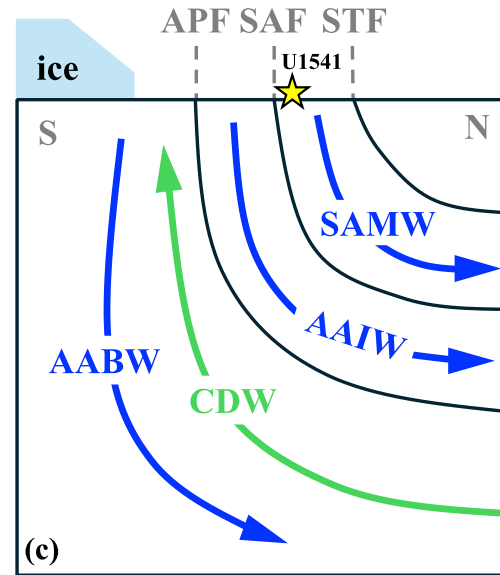 APF SAF STF
U1541
ice
S
N
SAMW
AAIW
AABW
CDW
(c)